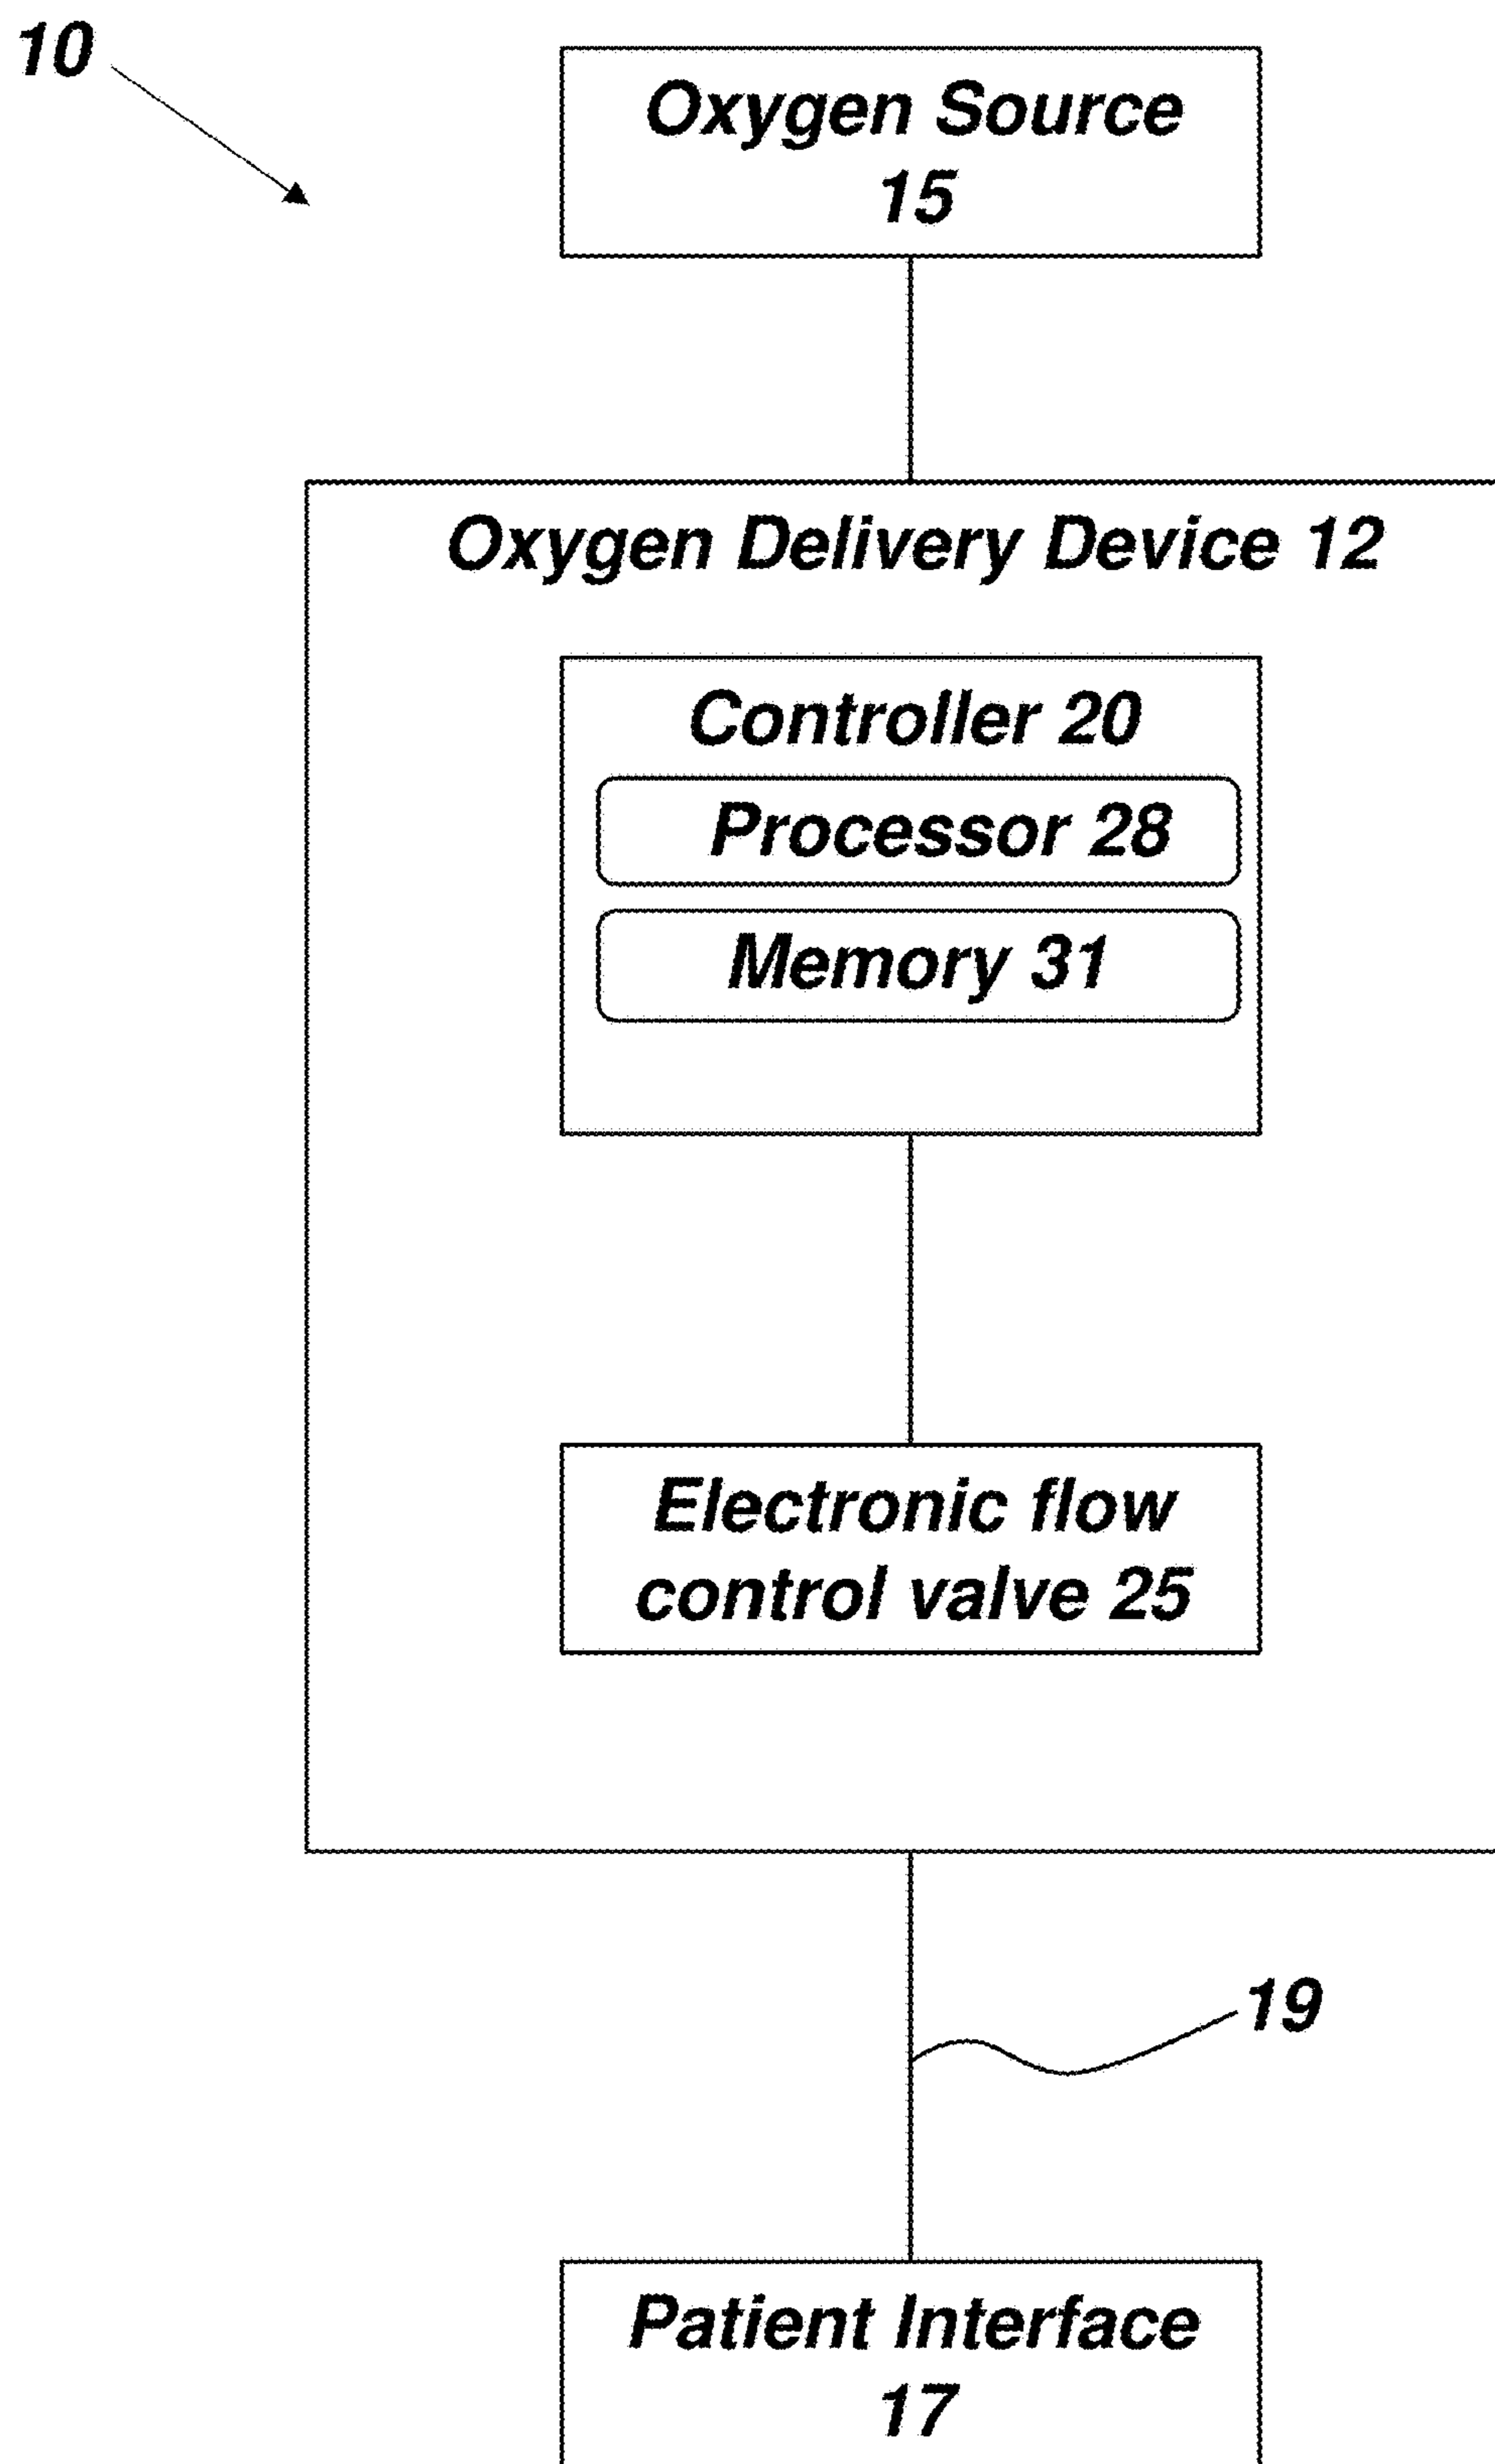 10
Oxygen Source
15
Oxygen Delivery Device 12
Controller 20
Processor 28
Memory 31
Electronic flow
control valve 25
19
Patient Interface
17